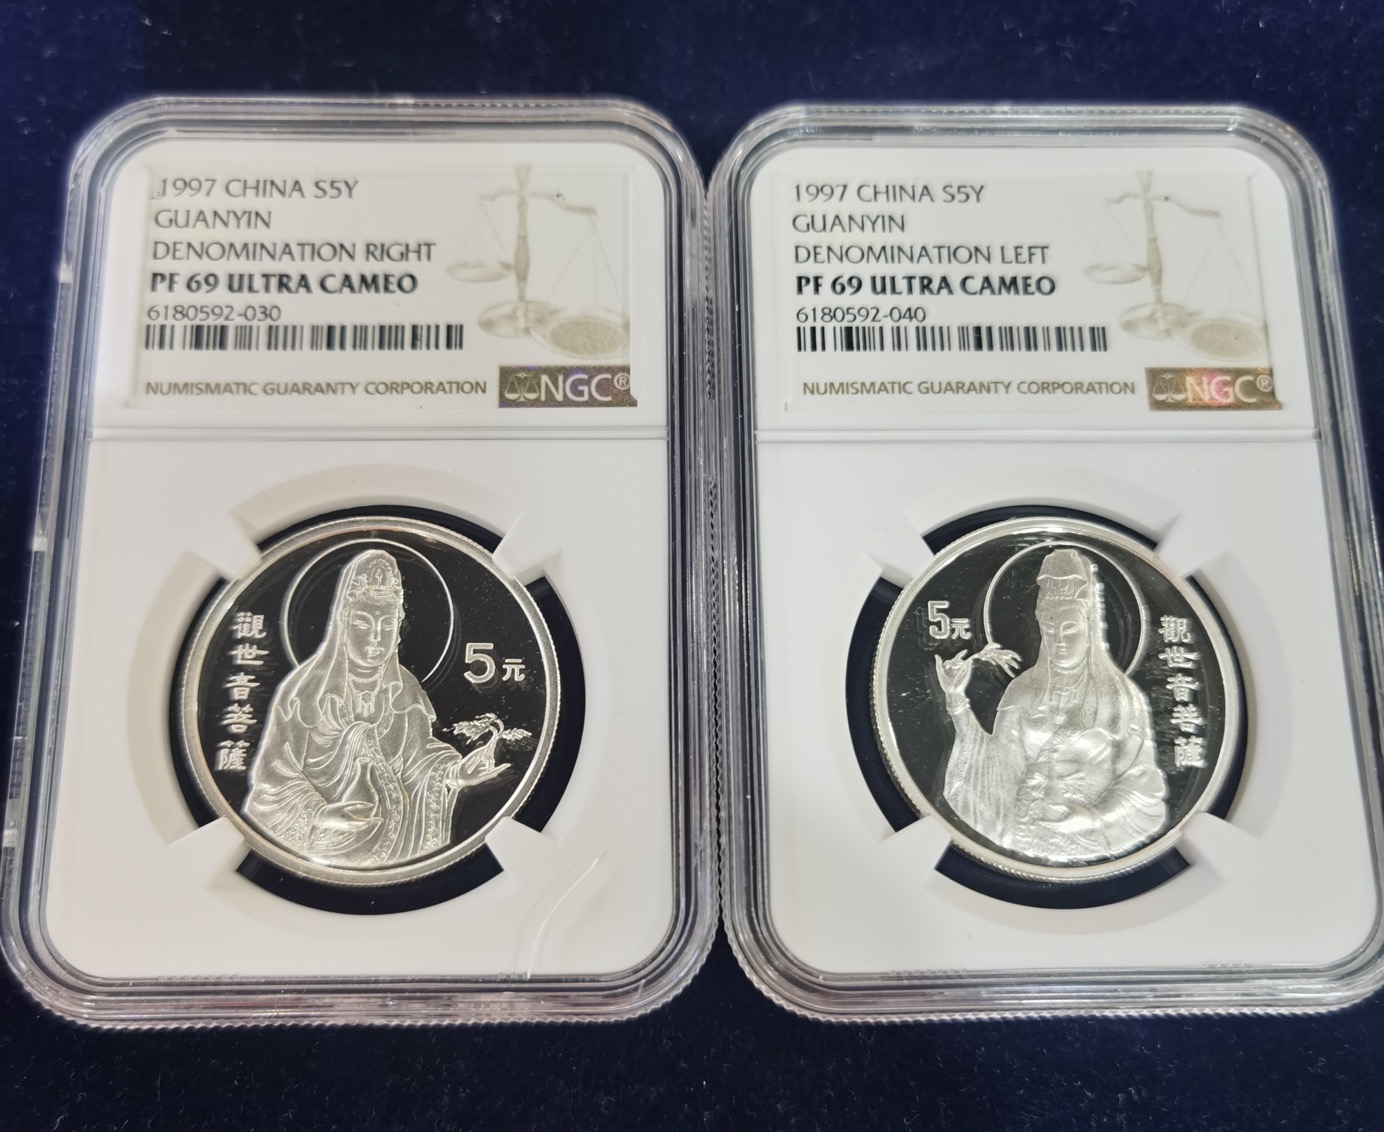 1997 CHINA S5Y
GUANYIN
DENOMINATION RIGHT
PF 69 ULTRA CAMEO
6180592-030
NUMISMATIC GUARANTY CORPORATION
NGC®
觀世音菩薩
5元
1997 CHINA S5Y
GUANYIN
DENOMINATION LEFT
PF 69 ULTRA CAMEO
6180592-040
NUMISMATIC GUARANTY CORPORATION
NGC®
5元
觀世音菩薩